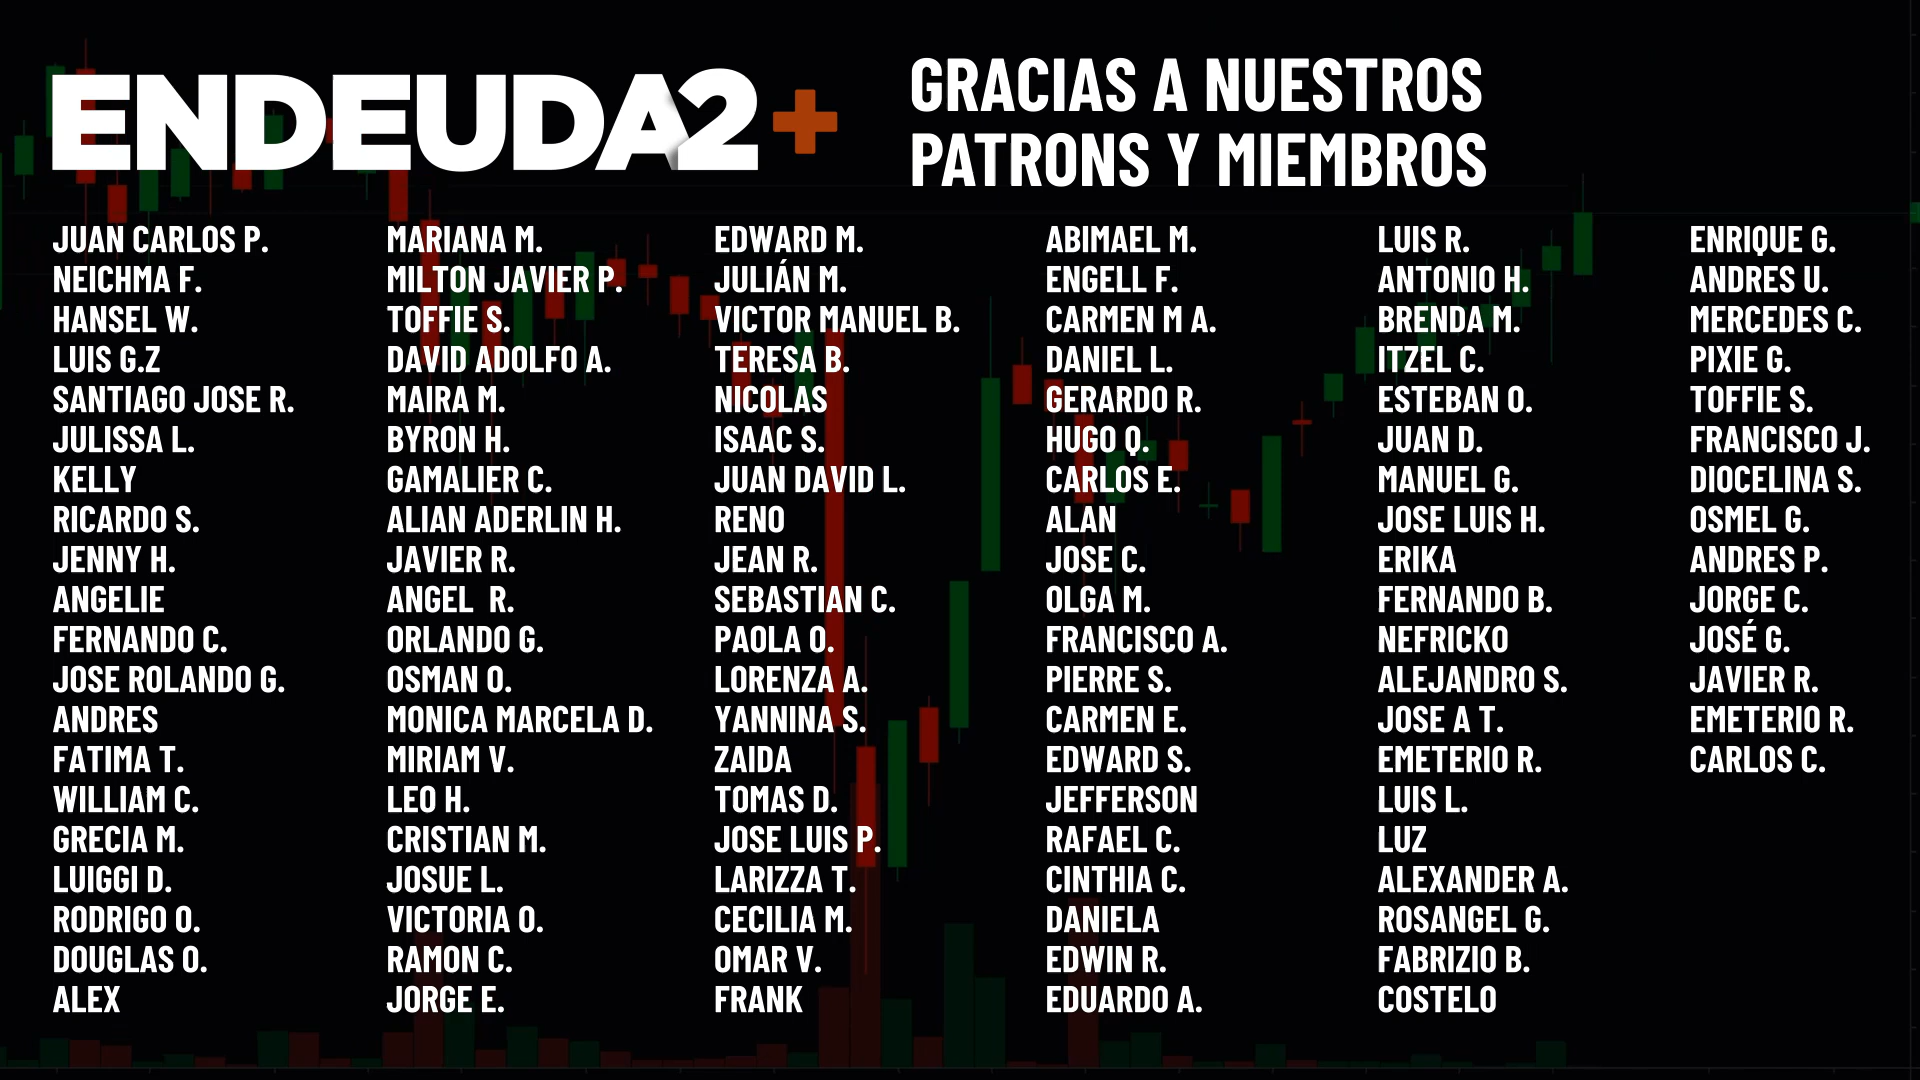 ENDEUDA2+
GRACIAS A NUESTROS
PATRONS Y MIEMBROS
JUAN CARLOS P.
NEICHMA F.
HANSEL W.
LUIS G.Z
SANTIAGO JOSE R.
JULISSA L.
KELLY
RICARDO S.
JENNY H.
ANGELIE
FERNANDO C.
JOSE ROLANDO G.
ANDRES
FATIMA T.
WILLIAM C.
GRECIA M.
LUIGGI D.
RODRIGO O.
DOUGLAS O.
ALEX
MARIANA M.
MILTON JAVIER P.
TOFFIE S.
DAVID ADOLFO A.
MAIRA M.
BYRON H.
GAMALIER C.
ALIAN ADERLIN H.
JAVIER R.
ANGEL  R.
ORLANDO G.
OSMAN O.
MONICA MARCELA D.
MIRIAM V.
LEO H.
CRISTIAN M.
JOSUE L.
VICTORIA O.
RAMON C.
JORGE E.
EDWARD M.
JULIÁN M.
VICTOR MANUEL B.
TERESA B.
NICOLAS
ISAAC S.
JUAN DAVID L.
RENO
JEAN R.
SEBASTIAN C.
PAOLA O.
LORENZA A.
YANNINA S.
ZAIDA
TOMAS D.
JOSE LUIS P.
LARIZZA T.
CECILIA M.
OMAR V.
FRANK
ABIMAEL M.
ENGELL F.
CARMEN M A.
DANIEL L.
GERARDO R.
HUGO Q.
CARLOS E.
ALAN
JOSE C.
OLGA M.
FRANCISCO A.
PIERRE S.
CARMEN E.
EDWARD S.
JEFFERSON
RAFAEL C.
CINTHIA C.
DANIELA
EDWIN R.
EDUARDO A.
LUIS R.
ANTONIO H.
BRENDA M.
ITZEL C.
ESTEBAN O.
JUAN D.
MANUEL G.
JOSE LUIS H.
ERIKA
FERNANDO B.
NEFRICKO
ALEJANDRO S.
JOSE A T.
EMETERIO R.
LUIS L.
LUZ
ALEXANDER A.
ROSANGEL G.
FABRIZIO B.
COSTELO
ENRIQUE G.
ANDRES U.
MERCEDES C.
PIXIE G.
TOFFIE S.
FRANCISCO J.
DIOCELINA S.
OSMEL G.
ANDRES P.
JORGE C.
JOSÉ G.
JAVIER R.
EMETERIO R.
CARLOS C.